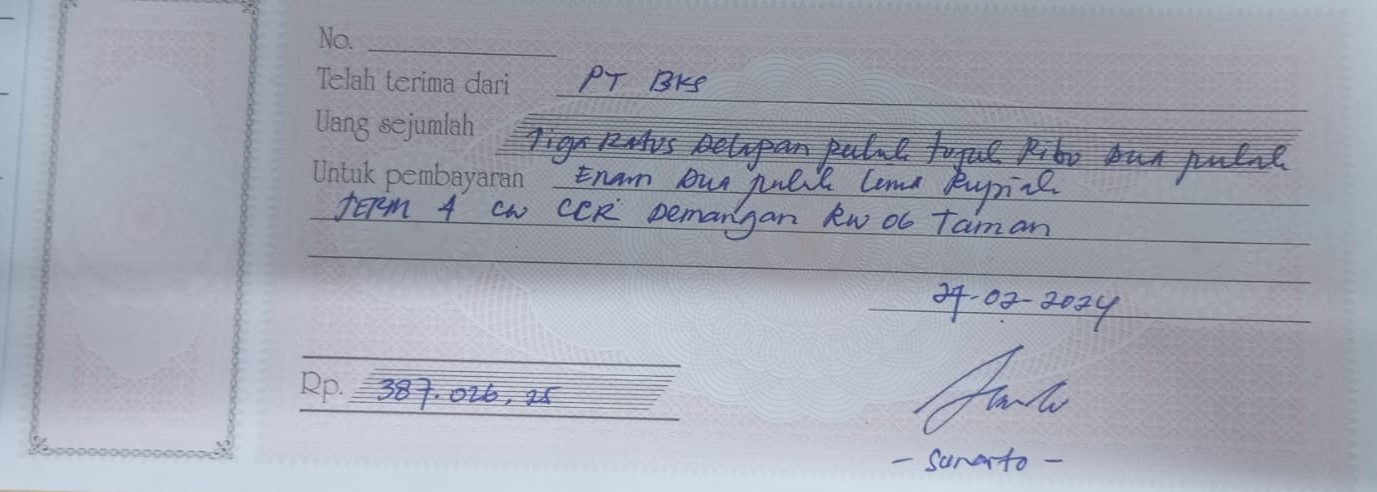 No.
Telah terima dari PT BKS
Uang sejumlah Tiga Ratus Delapan puluh tujuh Ribu Dua puluh
Untuk pembayaran Enam Dua puluh Lima Rupiah
TERM 4 CW CCR Demangan RW 06 Taman
27-02-2024
Rp. 387.026,25
- Sunarto -